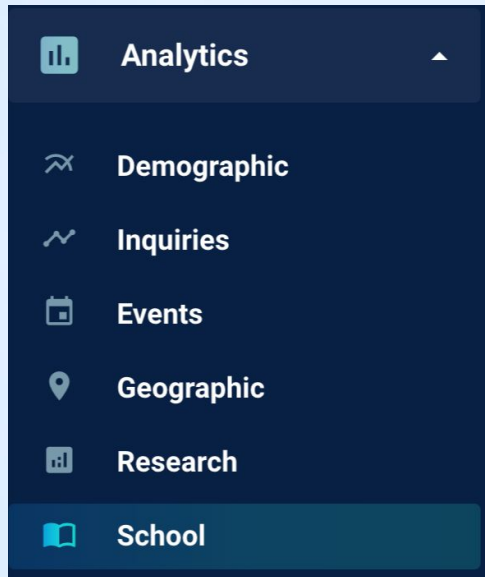 Analytics
Demographic
Inquiries
Events
Geographic
Research
School